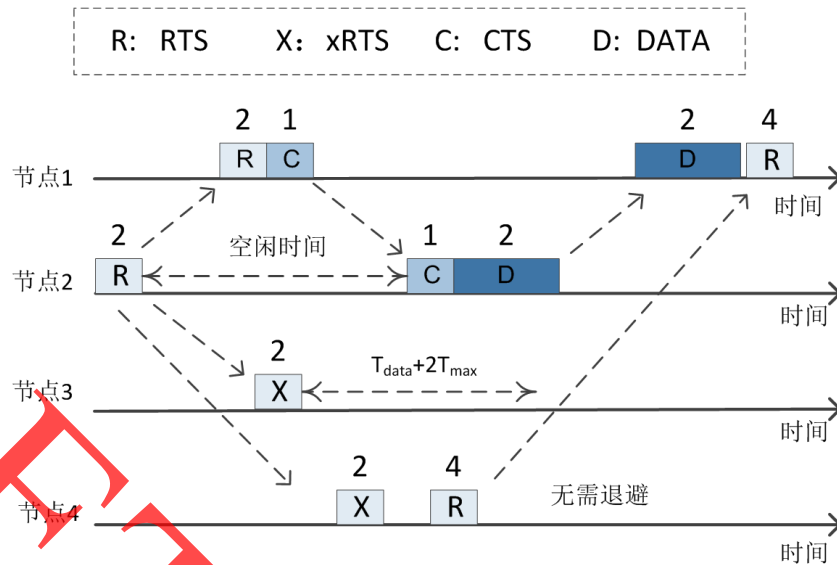 R: RTS X: xRTS C: CTS D: DATA
2 1 2 4
R C D R
节点1
时间
2 空闲时间 1 2
R C D
节点2
时间
2 Tdata+2Tmax
X
节点3
时间
2 4
X R 无需退避
节点4
时间
ET